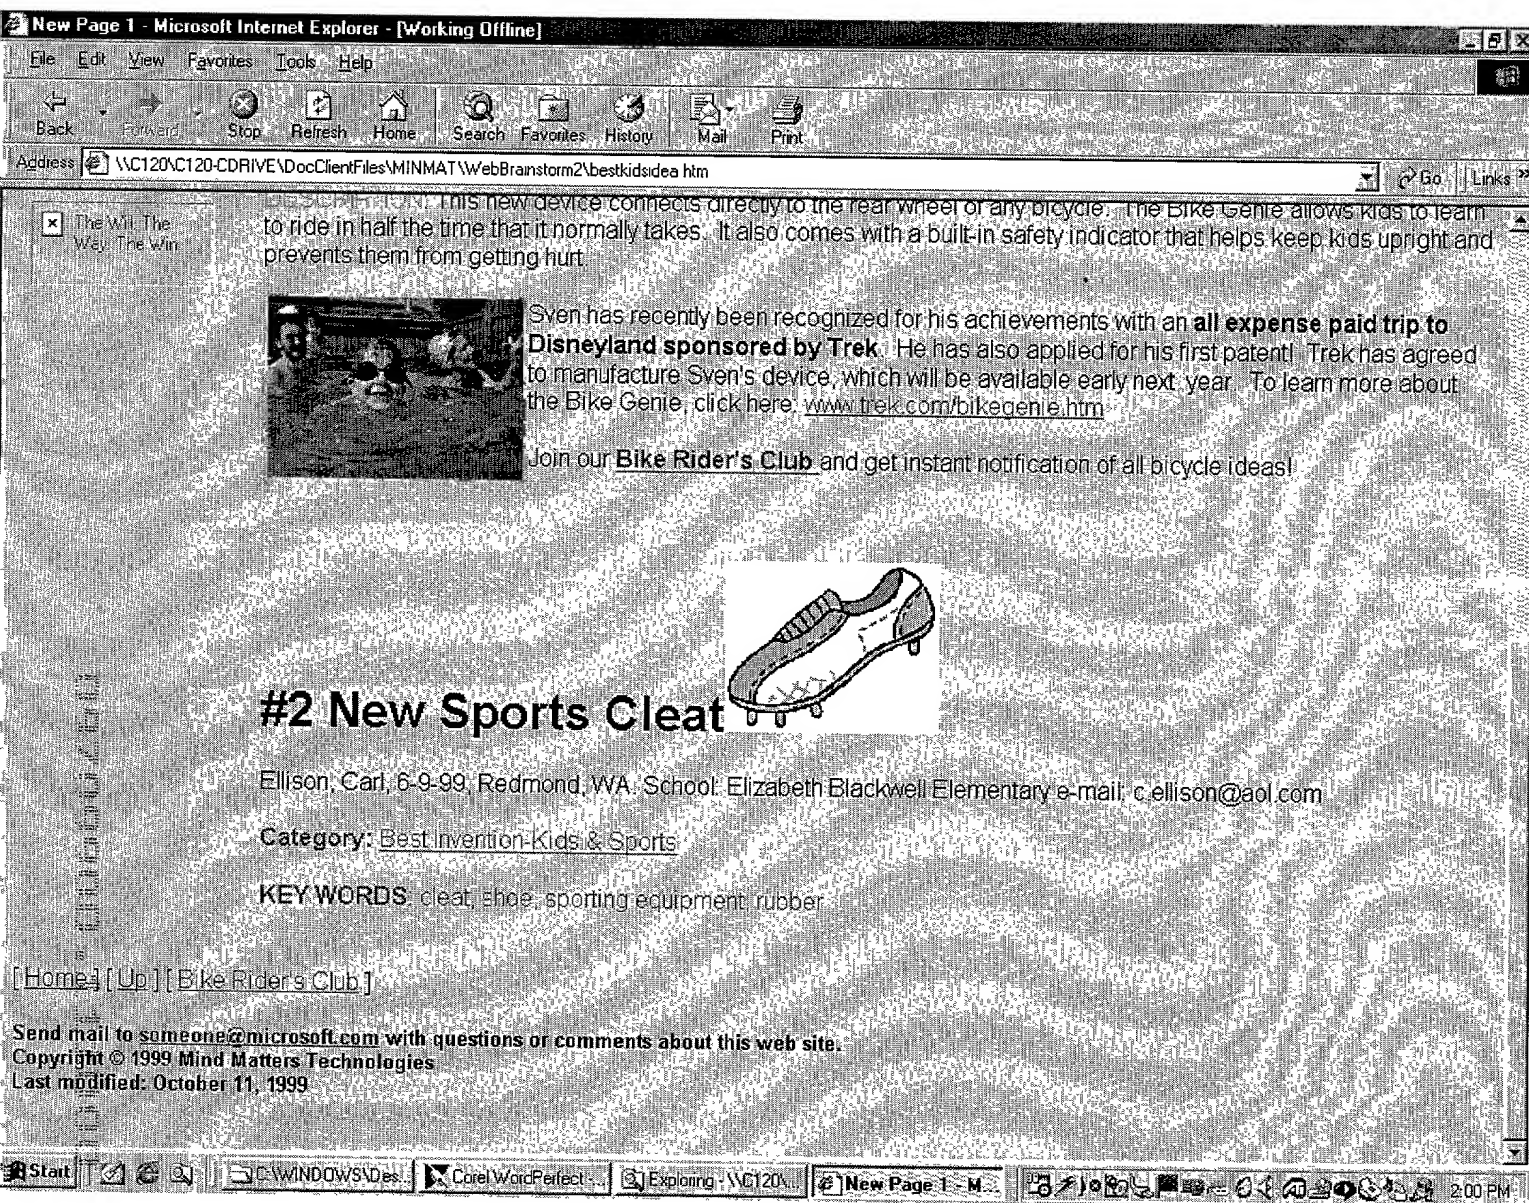 New Page 1 - Microsoft Internet Explorer - [Working Offline]
File Edit View Favorites Tools Help
Back Forward Stop Refresh Home Search Favorites History Mail Print
Address \\C120\C120-CDRIVE\DocClientFiles\MINMAT\WebBrainstorm2\bestkidsidea htm Go Links »
The Will, The
Way, The Win
DESCRIPTION: This new device connects directly to the rear wheel of any bicycle. The Bike Genie allows kids to learn
to ride in half the time that it normally takes. It also comes with a built-in safety indicator that helps keep kids upright and
prevents them from getting hurt.
Sven has recently been recognized for his achievements with an all expense paid trip to
Disneyland sponsored by Trek. He has also applied for his first patent! Trek has agreed
to manufacture Sven's device, which will be available early next year. To learn more about
the Bike Genie, click here: www.trek.com/bikegenie.htm
Join our Bike Rider's Club and get instant notification of all bicycle ideas!
#2 New Sports Cleat
Ellison, Carl, 6-9-99, Redmond, WA. School: Elizabeth Blackwell Elementary e-mail: c.ellison@aol.com
Category: Best Invention-Kids & Sports
KEY WORDS: cleat, shoe, sporting equipment, rubber
[ Home ] [ Up ] [ Bike Rider's Club ]
Send mail to someone@microsoft.com with questions or comments about this web site.
Copyright © 1999 Mind Matters Technologies
Last modified: October 11, 1999
Start C:\WINDOWS\Des... Corel WordPerfect - ... Exploring - \\C120\... New Page 1 - M... 2:00 PM